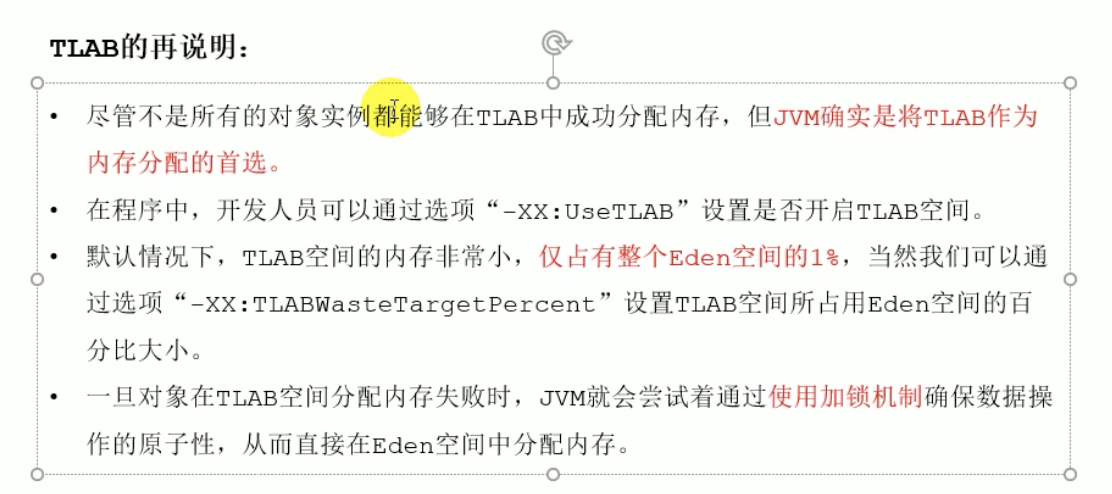 TLAB的再说明：
• 尽管不是所有的对象实例都能够在TLAB中成功分配内存，但JVM确实是将TLAB作为
内存分配的首选。
• 在程序中，开发人员可以通过选项“-XX:UseTLAB”设置是否开启TLAB空间。
• 默认情况下，TLAB空间的内存非常小，仅占有整个Eden空间的1%，当然我们可以通
过选项“-XX:TLABWasteTargetPercent”设置TLAB空间所占用Eden空间的百
分比大小。
• 一旦对象在TLAB空间分配内存失败时，JVM就会尝试着通过使用加锁机制确保数据操
作的原子性，从而直接在Eden空间中分配内存。